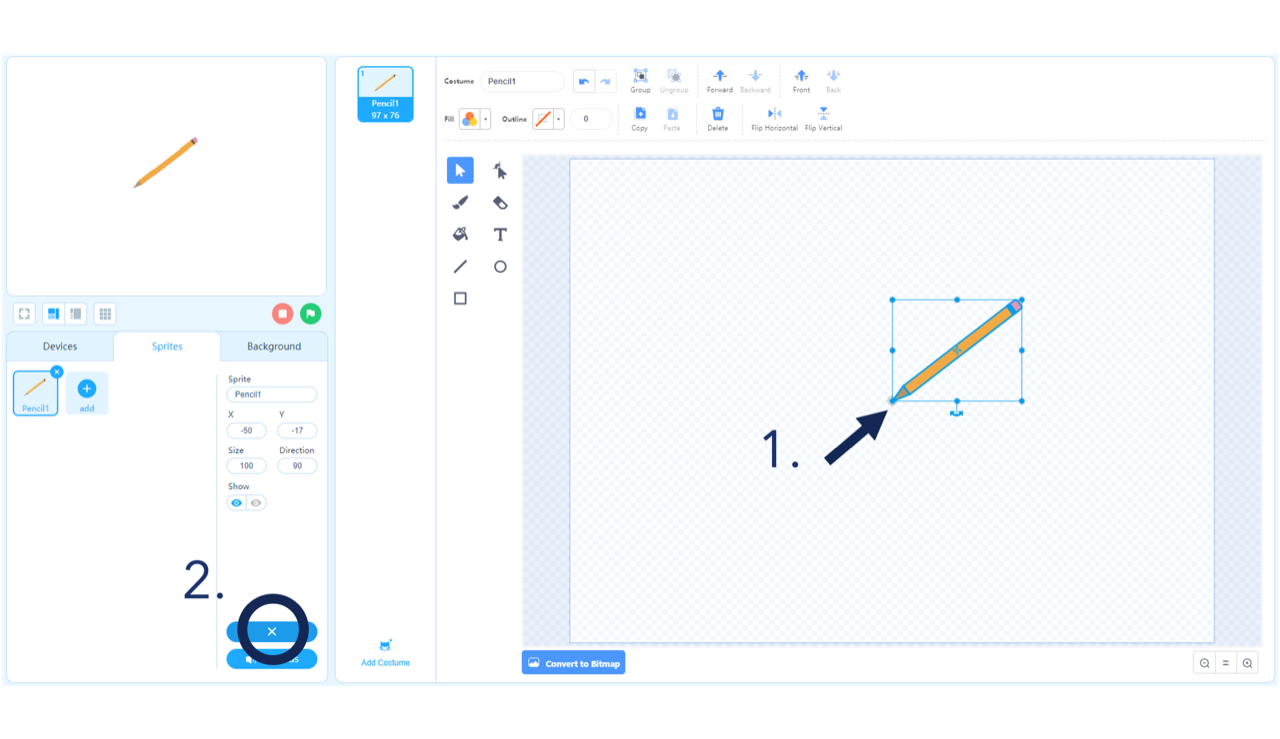 1
Pencil1
97 x 76
Costume Pencil1
Group Ungroup Forward Backward Front Back
Fill Outline 0
Copy Paste Delete Flip Horizontal Flip Vertical
T
Devices Sprites Background
Pencil1
add
Sprite
Pencil1
X Y
-50 -17
Size Direction
100 90
Show
1.
2.
Add Costume
Convert to Bitmap